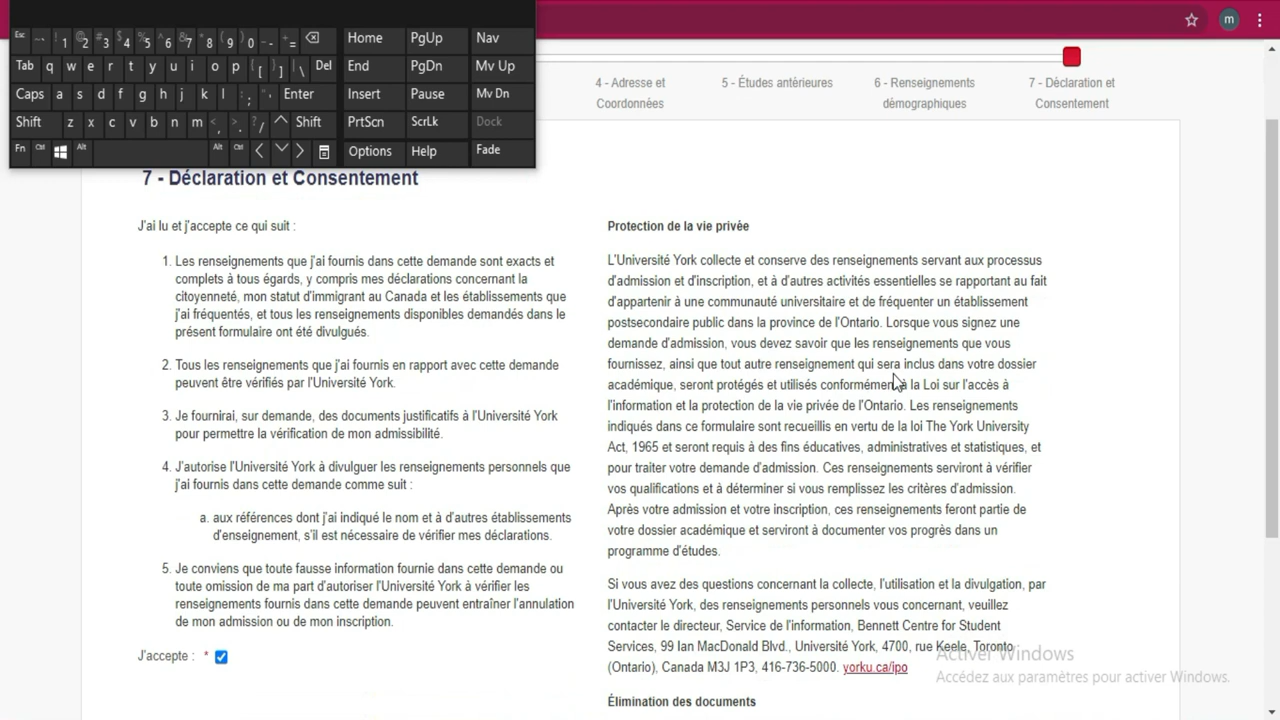 m
Esc ~` !1 @2 #3 $4 %5 ^6 &7 *8 (9 )0 _- += Home PgUp Nav
Tab q w e r t y u i o p {[ }] |\ Del End PgDn Mv Up
Caps a s d f g h j k l :; "' Enter Insert Pause Mv Dn
Shift z x c v b n m <, >. ?/ Shift PrtScn ScrLk Dock
Fn Ctrl Alt Alt Ctrl Options Help Fade
4 - Adresse et
Coordonnées
5 - Études antérieures
6 - Renseignements
démographiques
7 - Déclaration et
Consentement
7 - Déclaration et Consentement
J'ai lu et j'accepte ce qui suit :
1. Les renseignements que j'ai fournis dans cette demande sont exacts et
complets à tous égards, y compris mes déclarations concernant la
citoyenneté, mon statut d'immigrant au Canada et les établissements que
j'ai fréquentés, et tous les renseignements disponibles demandés dans le
présent formulaire ont été divulgués.
2. Tous les renseignements que j'ai fournis en rapport avec cette demande
peuvent être vérifiés par l'Université York.
3. Je fournirai, sur demande, des documents justificatifs à l'Université York
pour permettre la vérification de mon admissibilité.
4. J'autorise l'Université York à divulguer les renseignements personnels que
j'ai fournis dans cette demande comme suit :
a. aux références dont j'ai indiqué le nom et à d'autres établissements
d'enseignement, s'il est nécessaire de vérifier mes déclarations.
5. Je conviens que toute fausse information fournie dans cette demande ou
toute omission de ma part d'autoriser l'Université York à vérifier les
renseignements fournis dans cette demande peuvent entraîner l'annulation
de mon admission ou de mon inscription.
J'accepte : *
Protection de la vie privée
L'Université York collecte et conserve des renseignements servant aux processus
d'admission et d'inscription, et à d'autres activités essentielles se rapportant au fait
d'appartenir à une communauté universitaire et de fréquenter un établissement
postsecondaire public dans la province de l'Ontario. Lorsque vous signez une
demande d'admission, vous devez savoir que les renseignements que vous
fournissez, ainsi que tout autre renseignement qui sera inclus dans votre dossier
académique, seront protégés et utilisés conformément à la Loi sur l'accès à
l'information et la protection de la vie privée de l'Ontario. Les renseignements
indiqués dans ce formulaire sont recueillis en vertu de la loi The York University
Act, 1965 et seront requis à des fins éducatives, administratives et statistiques, et
pour traiter votre demande d'admission. Ces renseignements serviront à vérifier
vos qualifications et à déterminer si vous remplissez les critères d'admission.
Après votre admission et votre inscription, ces renseignements feront partie de
votre dossier académique et serviront à documenter vos progrès dans un
programme d'études.
Si vous avez des questions concernant la collecte, l'utilisation et la divulgation, par
l'Université York, des renseignements personnels vous concernant, veuillez
contacter le directeur, Service de l'information, Bennett Centre for Student
Services, 99 Ian MacDonald Blvd., Université York, 4700, rue Keele, Toronto
(Ontario), Canada M3J 1P3, 416-736-5000. yorku.ca/ipo
Élimination des documents
Activer Windows
Accédez aux paramètres pour activer Windows.